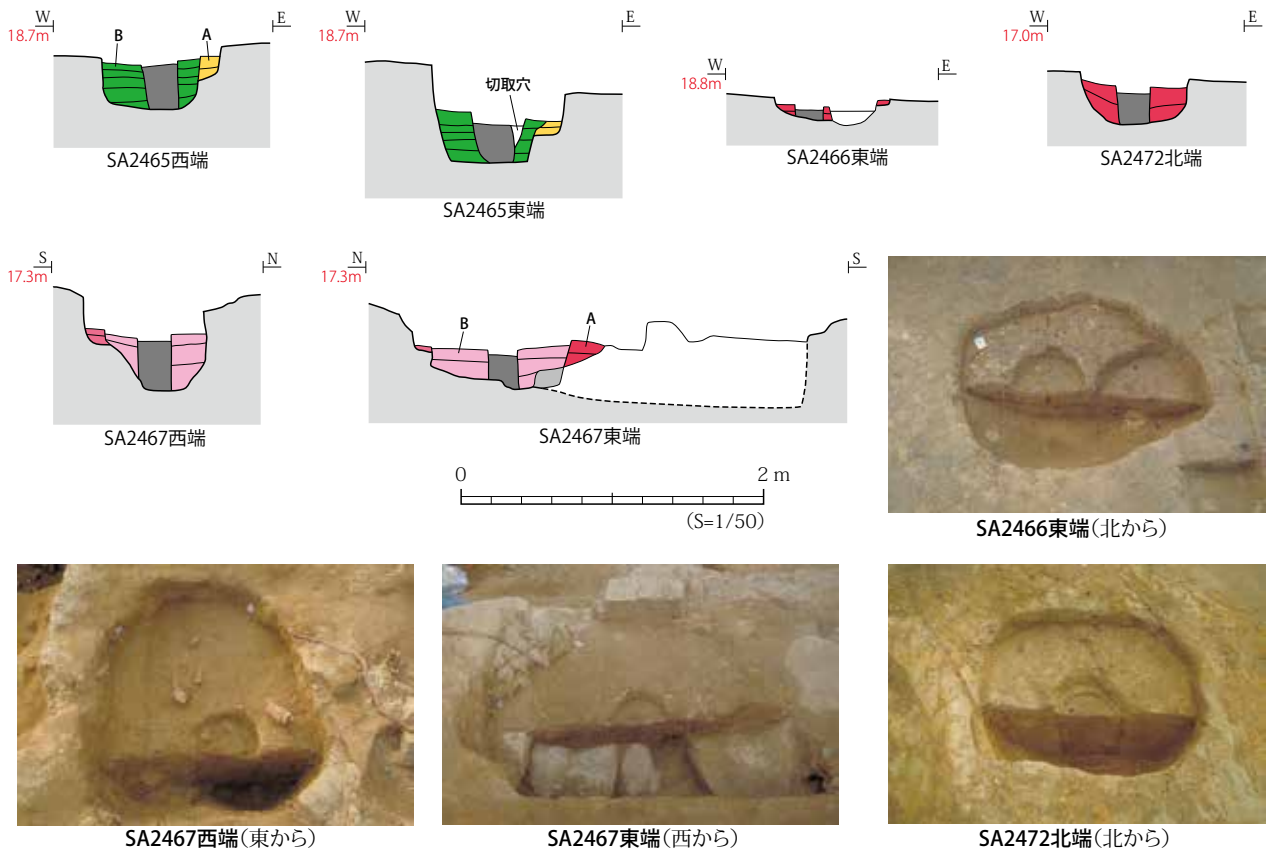 W E
18.7m
B A
SA2465西端
W E
18.7m
切取穴
SA2465東端
W E
18.8m
SA2466東端
W E
17.0m
SA2472北端
S N
17.3m
SA2467西端
N S
17.3m
B A
SA2467東端
0 2 m
(S=1/50)
SA2466東端(北から)
SA2467西端(東から)
SA2467東端(西から)
SA2472北端(北から)